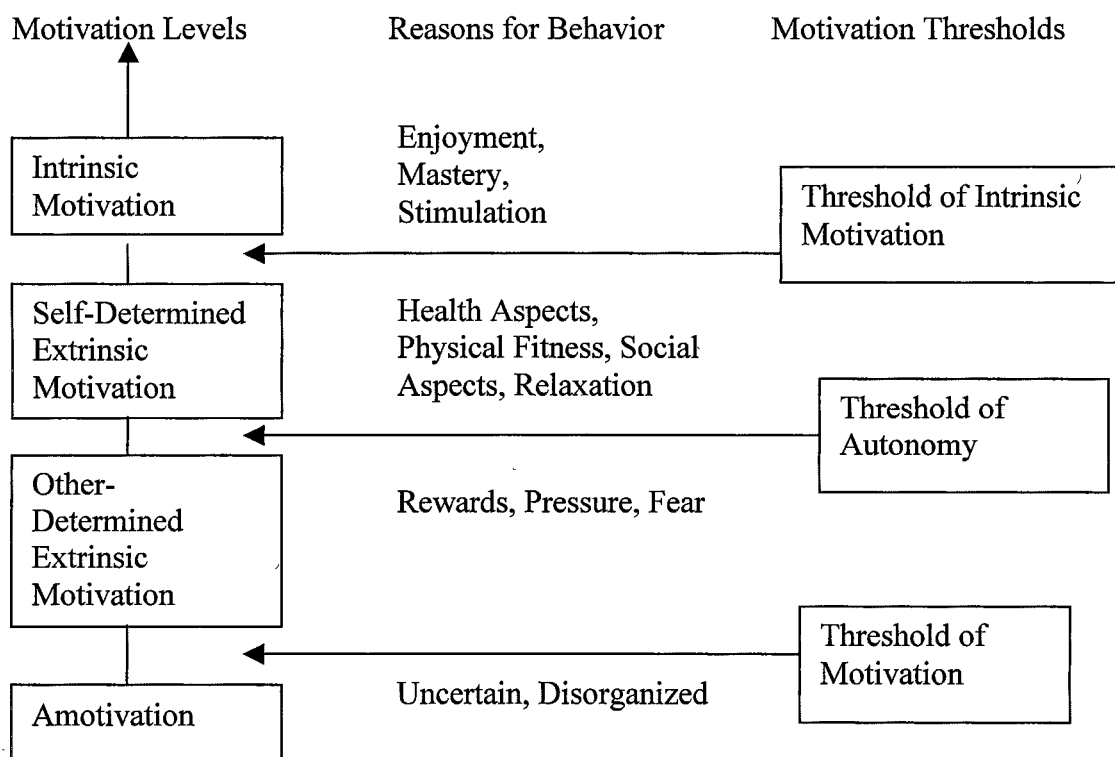 Motivation Levels
Reasons for Behavior
Motivation Thresholds
Intrinsic
Motivation
Enjoyment,
Mastery,
Stimulation
Threshold of Intrinsic
Motivation
Self-Determined
Extrinsic
Motivation
Health Aspects,
Physical Fitness, Social
Aspects, Relaxation
Threshold of
Autonomy
Other-
Determined
Extrinsic
Motivation
Rewards, Pressure, Fear
Threshold of
Motivation
Amotivation
Uncertain, Disorganized